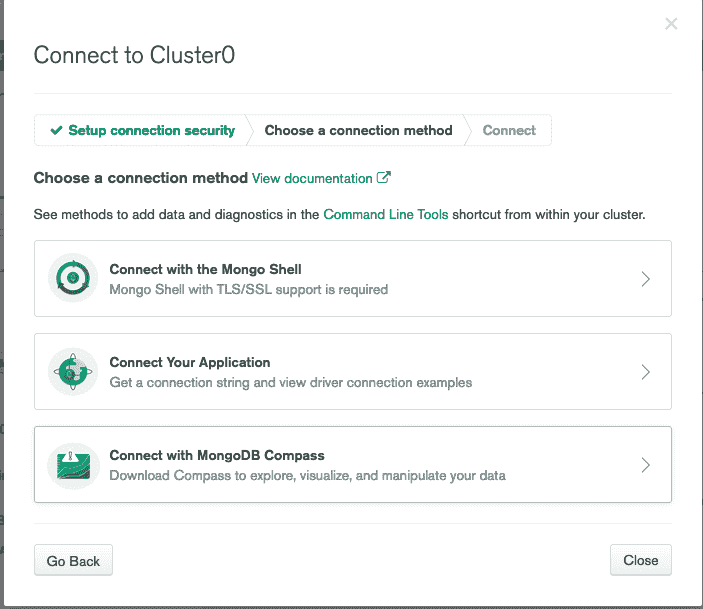 Connect to Cluster0
Setup connection security
Choose a connection method
Connect
Choose a connection method View documentation
See methods to add data and diagnostics in the Command Line Tools shortcut from within your cluster.
Connect with the Mongo Shell
Mongo Shell with TLS/SSL support is required
Connect Your Application
Get a connection string and view driver connection examples
Connect with MongoDB Compass
Download Compass to explore, visualize, and manipulate your data
Go Back
Close